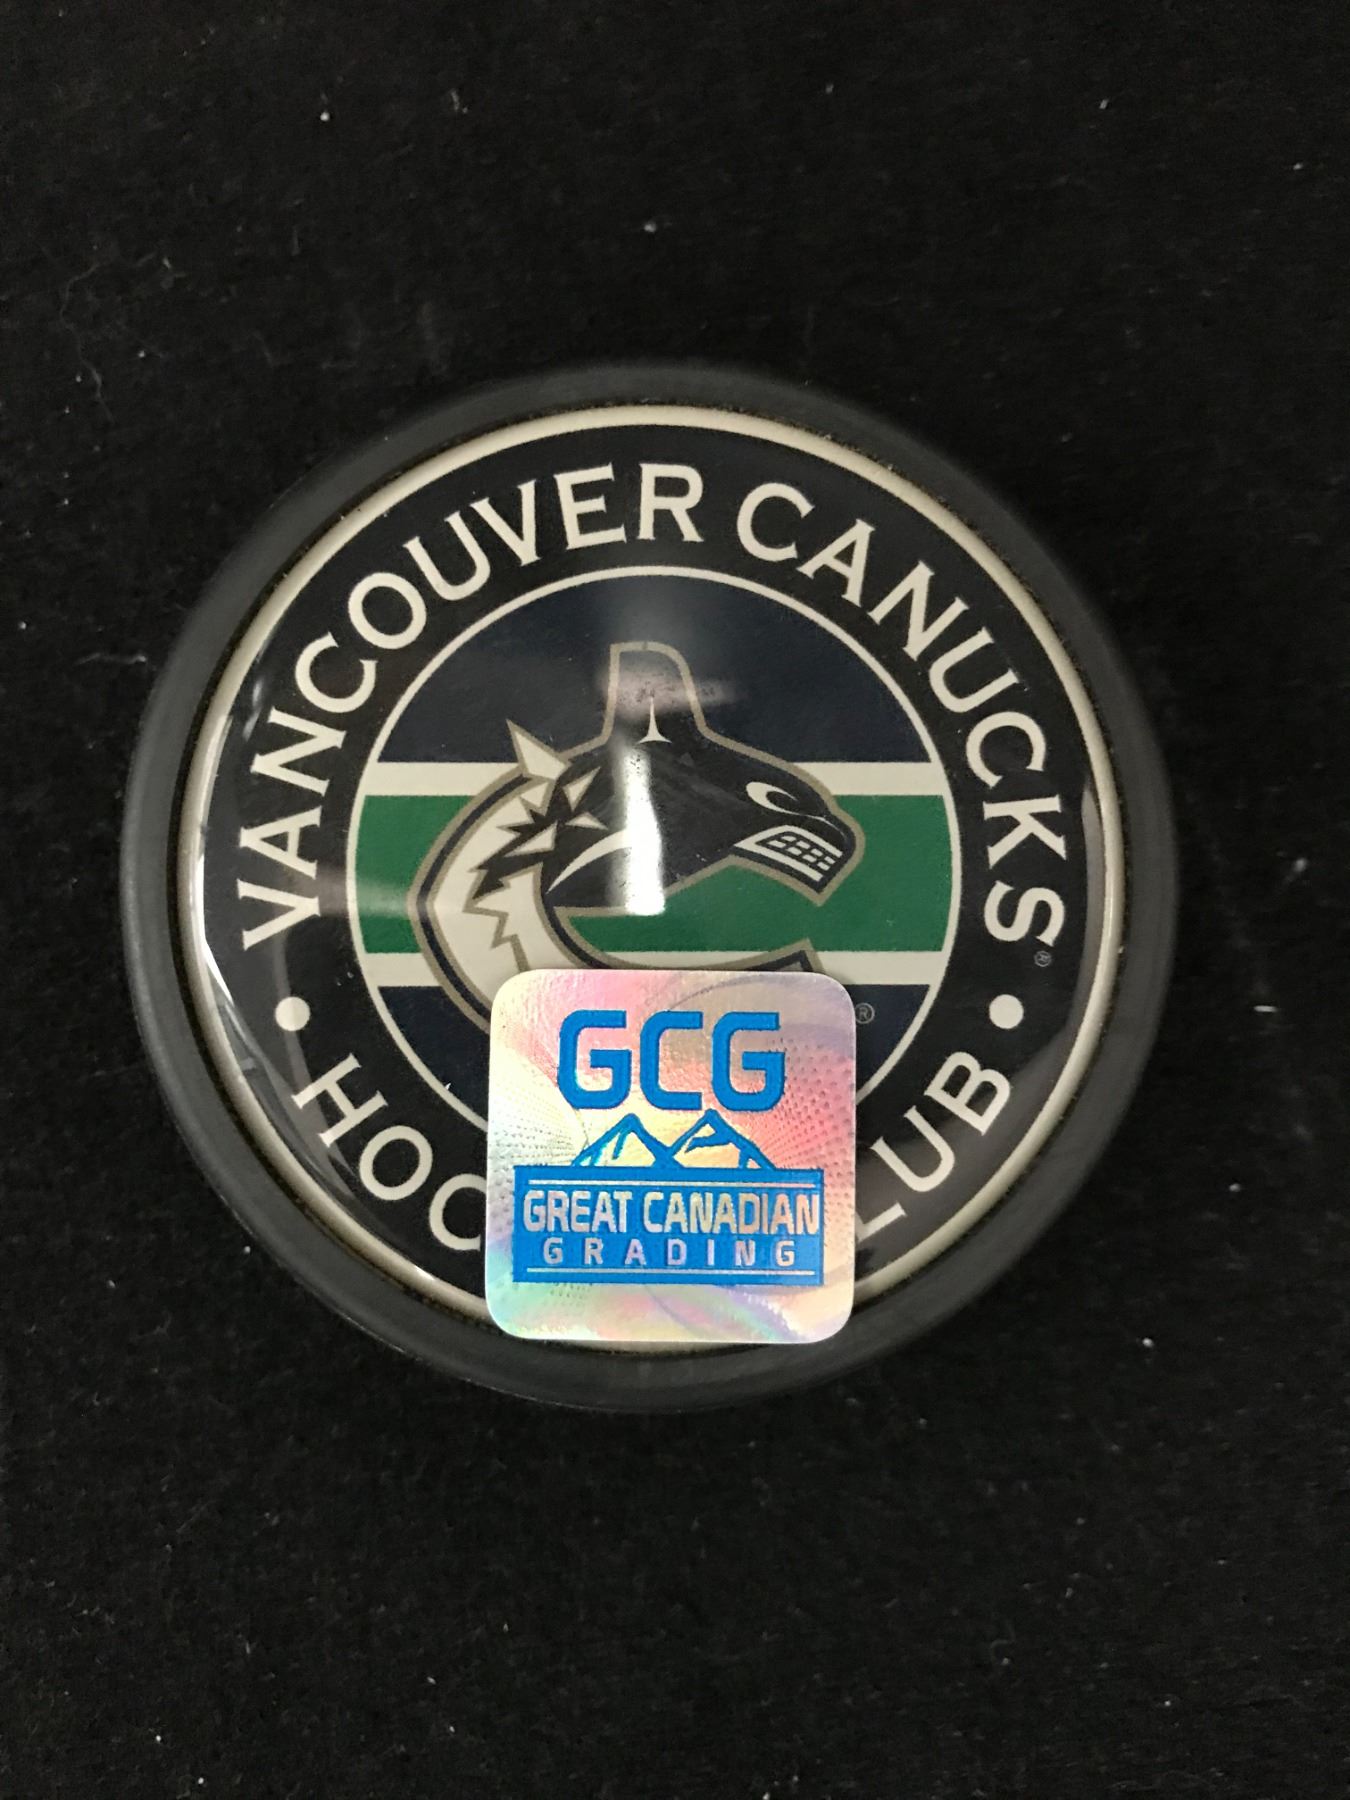 VANCOUVER CANUCKS®
• HOC LUB •
®
GCG
GREAT CANADIAN
GRADING